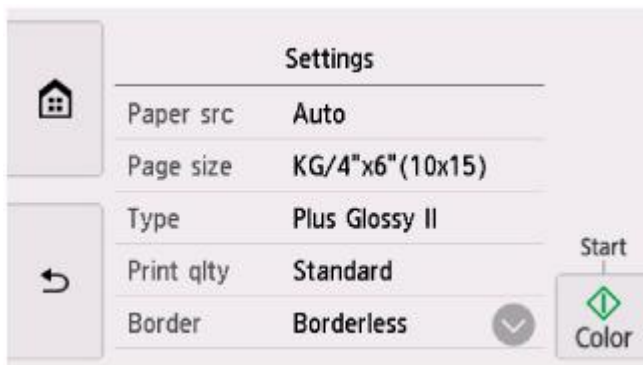 Settings
Paper src Auto
Page size KG/4"x6"(10x15)
Type Plus Glossy II
Print qlty Standard
Border Borderless
Start
Color